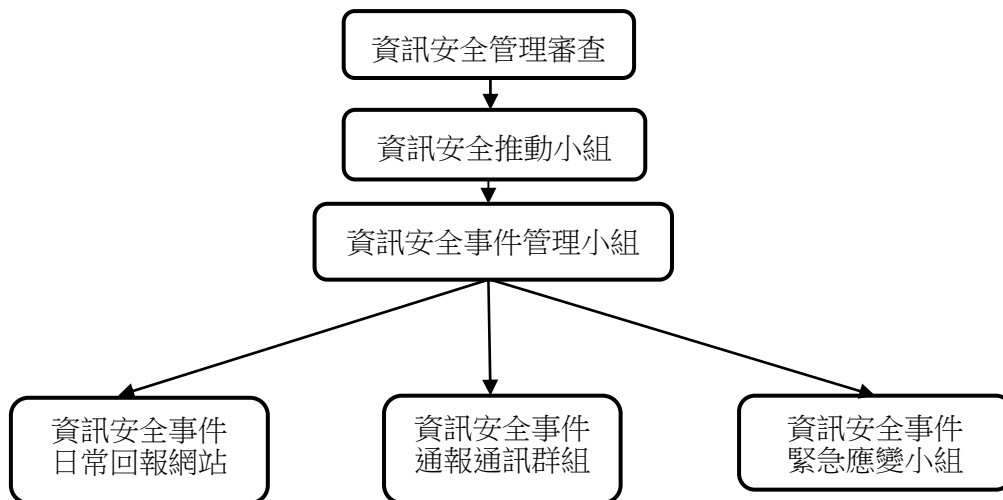 資訊安全管理審查
資訊安全推動小組
資訊安全事件管理小組
資訊安全事件
日常回報網站
資訊安全事件
通報通訊群組
資訊安全事件
緊急應變小組